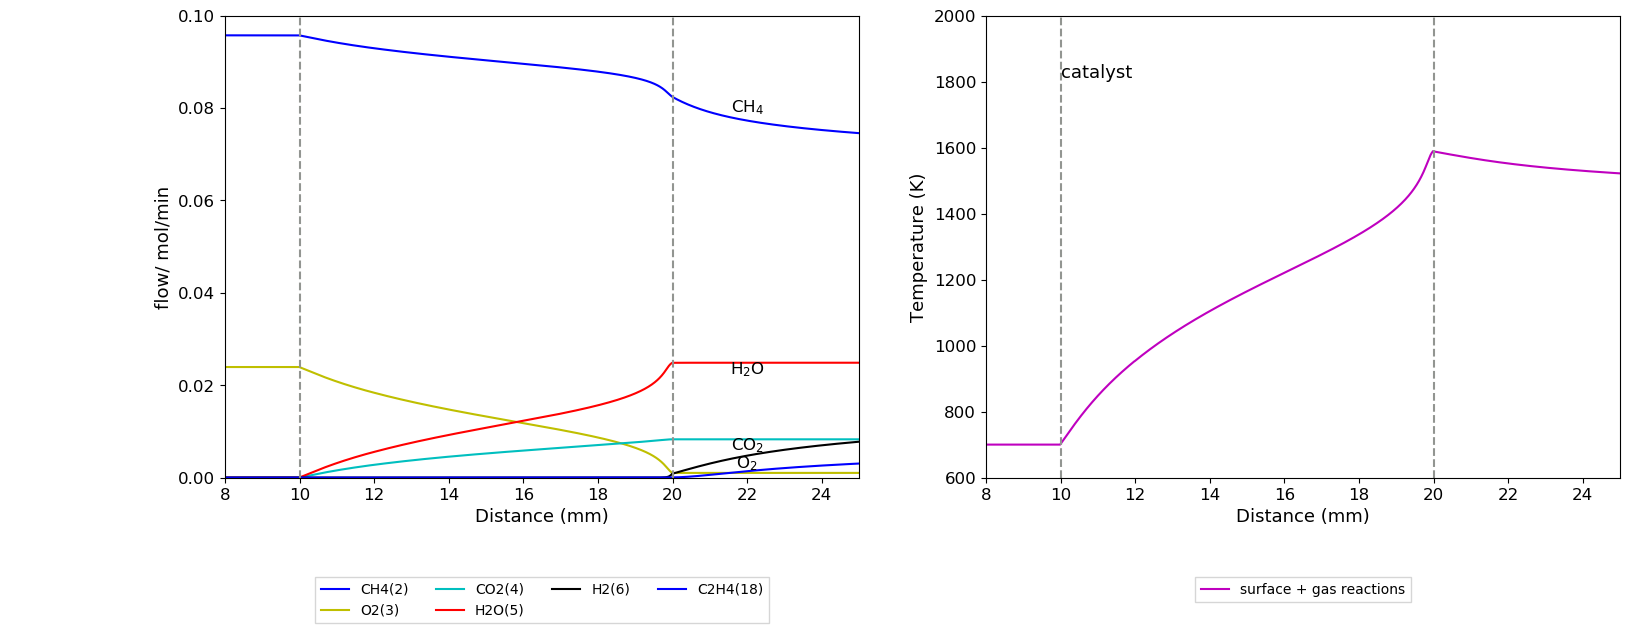 0.10
0.08
0.06
0.04
0.02
0.00
flow/ mol/min
CH₄
H₂O
CO₂
O₂
8 10 12 14 16 18 20 22 24
Distance (mm)
CH4(2) CO2(4) H2(6) C2H4(18)
O2(3) H2O(5)
2000
1800
1600
1400
1200
1000
800
600
Temperature (K)
catalyst
8 10 12 14 16 18 20 22 24
Distance (mm)
surface + gas reactions